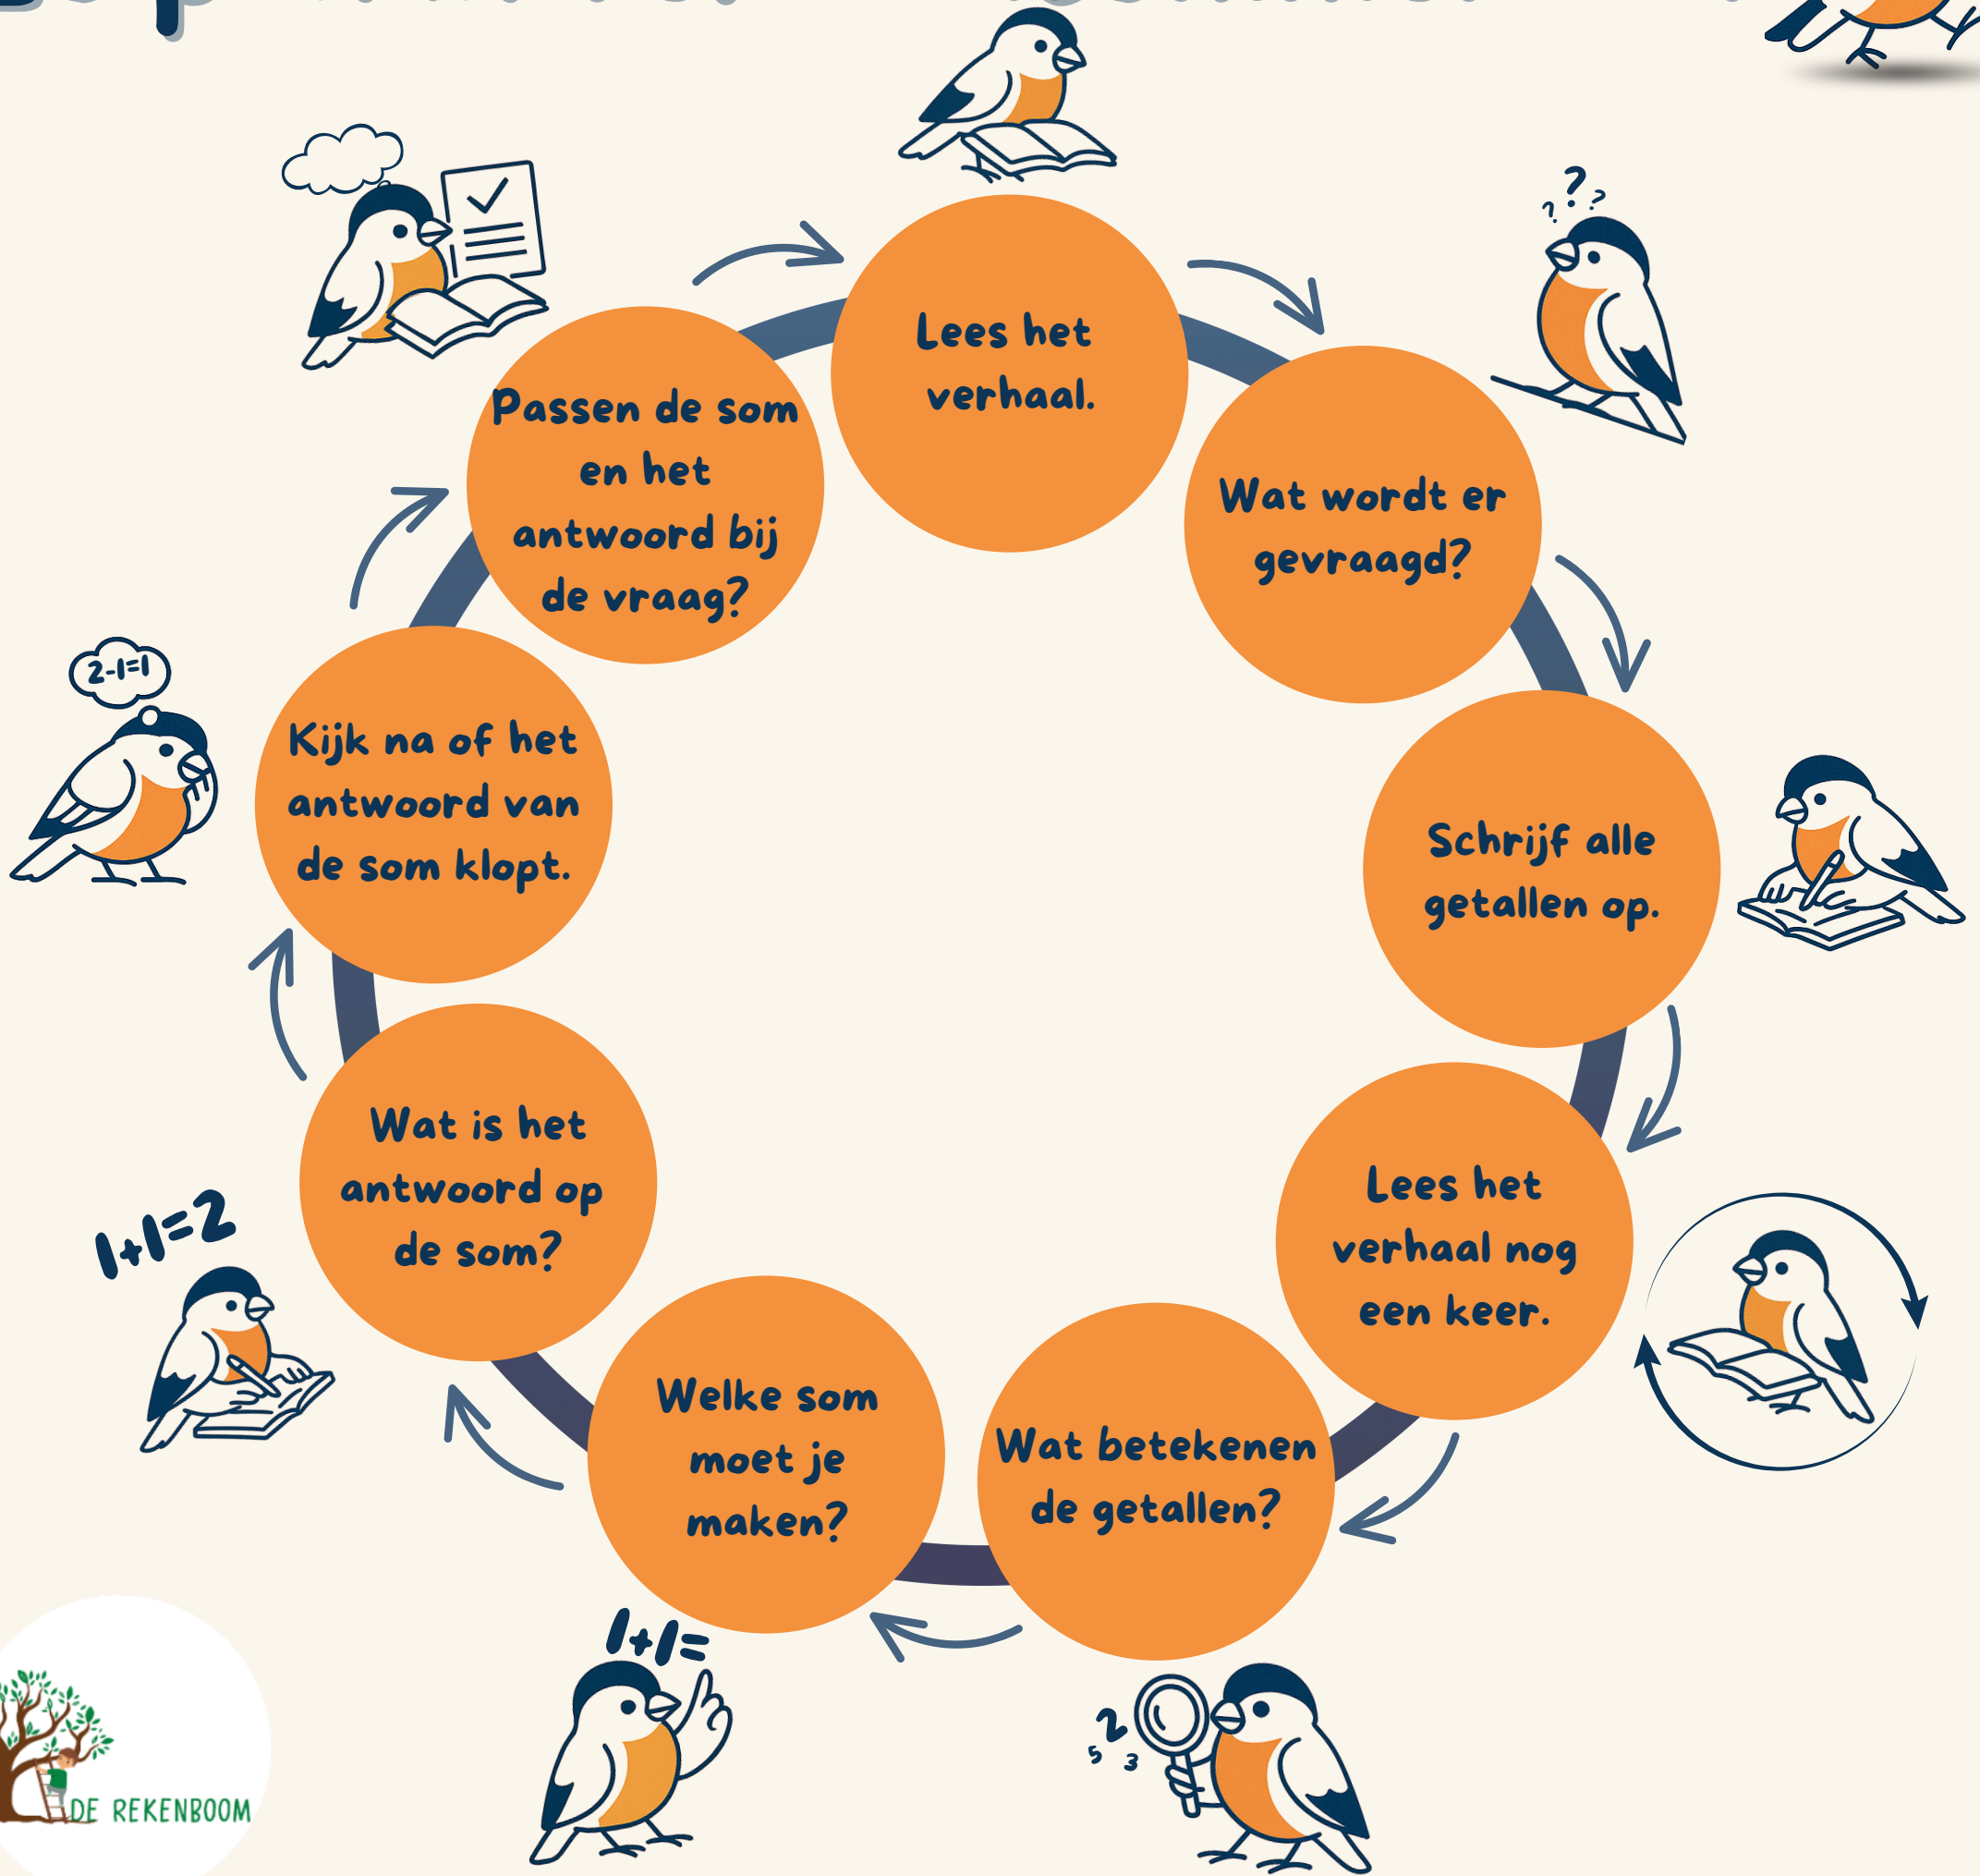 Lees het
verhaal.
???
Wat wordt er
gevraagd?
Schrijf alle
getallen op.
Lees het
verhaal nog
een keer.
Wat betekenen
de getallen?
2
5
3
Welke som
moet je
maken?
1+1=
Wat is het
antwoord op
de som?
1+1=2
Kijk na of het
antwoord van
de som klopt.
2-1=1
Passen de som
en het
antwoord bij
de vraag?
DE REKENBOOM